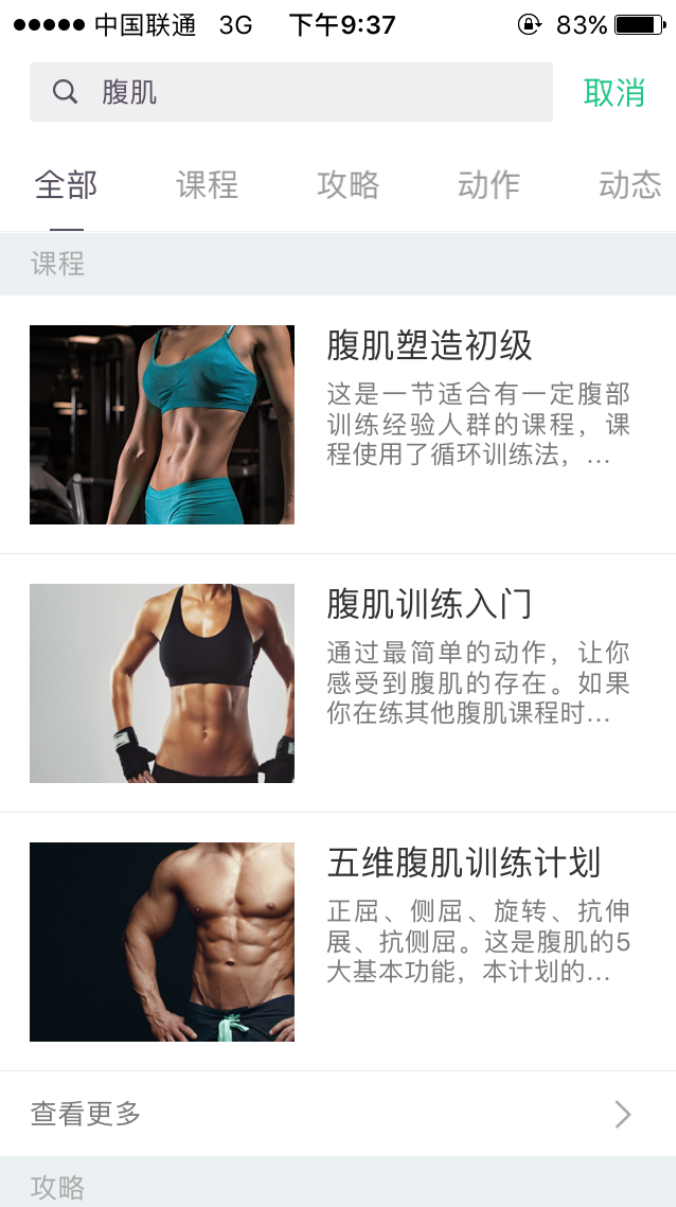 中国联通 3G 下午9:37 83%
腹肌 取消
全部 课程 攻略 动作 动态
课程
腹肌塑造初级
这是一节适合有一定腹部
训练经验人群的课程，课
程使用了循环训练法，...
腹肌训练入门
通过最简单的动作，让你
感受到腹肌的存在。如果
你在练其他腹肌课程时...
五维腹肌训练计划
正屈、侧屈、旋转、抗伸
展、抗侧屈。这是腹肌的5
大基本功能，本计划的...
查看更多
攻略